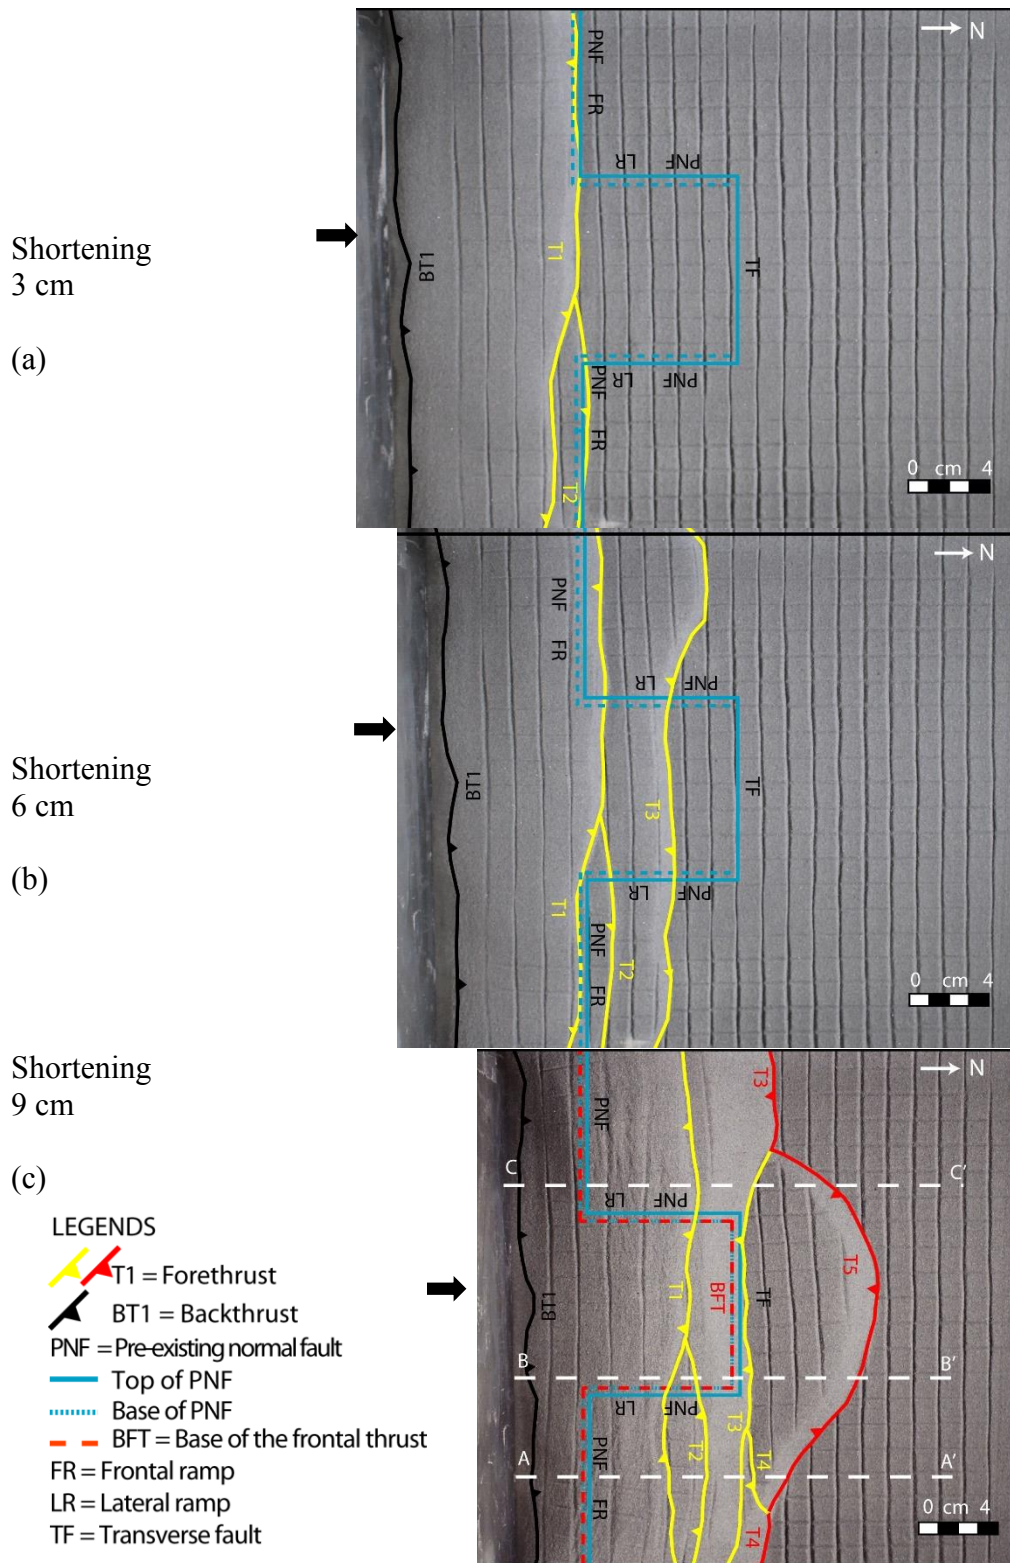 N
PNF
FR
LR
PNF
Shortening
3 cm
T1
BT1
TF
(a)
LR
PNF
PNF
FR
T2
0 cm 4
N
PNF
FR
LR
PNF
Shortening
6 cm
BT1
TF
T3
(b)
LR
PNF
T1
PNF
T2
FR
0 cm 4
Shortening
9 cm
N
T3
PNF
(c)
C
C'
LR
PNF
LEGENDS
T1 = Forethrust
BT1 = Backthrust
PNF = Pre-existing normal fault
Top of PNF
Base of PNF
BFT = Base of the frontal thrust
FR = Frontal ramp
LR = Lateral ramp
TF = Transverse fault
T5
BT1
T1
BFT
TF
B
B'
LR
PNF
T3
PNF
T2
T4
A
A'
FR
T4
0 cm 4